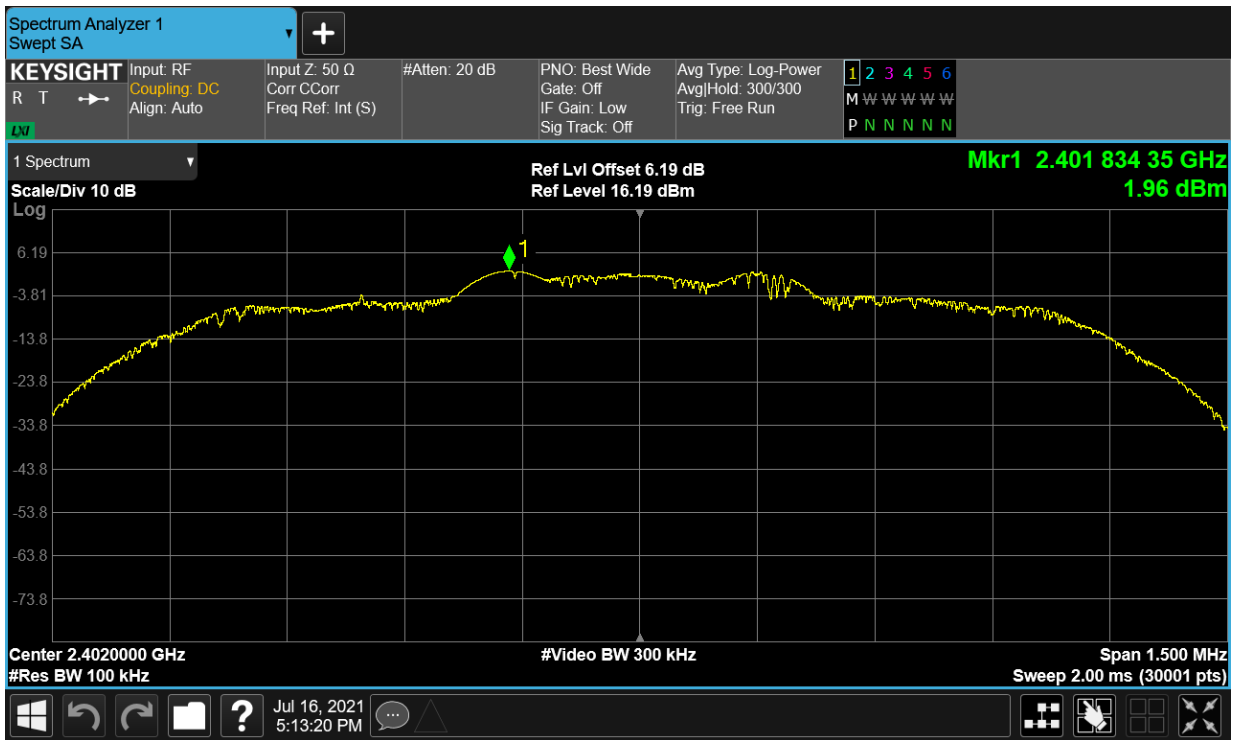 Spectrum Analyzer 1
Swept SA
KEYSIGHT
R T
LXI
Input: RF
Coupling: DC
Align: Auto
Input Z: 50 Ω
Corr CCorr
Freq Ref: Int (S)
#Atten: 20 dB
PNO: Best Wide
Gate: Off
IF Gain: Low
Sig Track: Off
Avg Type: Log-Power
Avg|Hold: 300/300
Trig: Free Run
1 2 3 4 5 6
M W W W W W
P N N N N N
1 Spectrum
Scale/Div 10 dB
Log
Ref Lvl Offset 6.19 dB
Ref Level 16.19 dBm
Mkr1 2.401 834 35 GHz
1.96 dBm
1
6.19
-3.81
-13.8
-23.8
-33.8
-43.8
-53.8
-63.8
-73.8
Center 2.4020000 GHz
#Res BW 100 kHz
#Video BW 300 kHz
Span 1.500 MHz
Sweep 2.00 ms (30001 pts)
?
Jul 16, 2021
5:13:20 PM